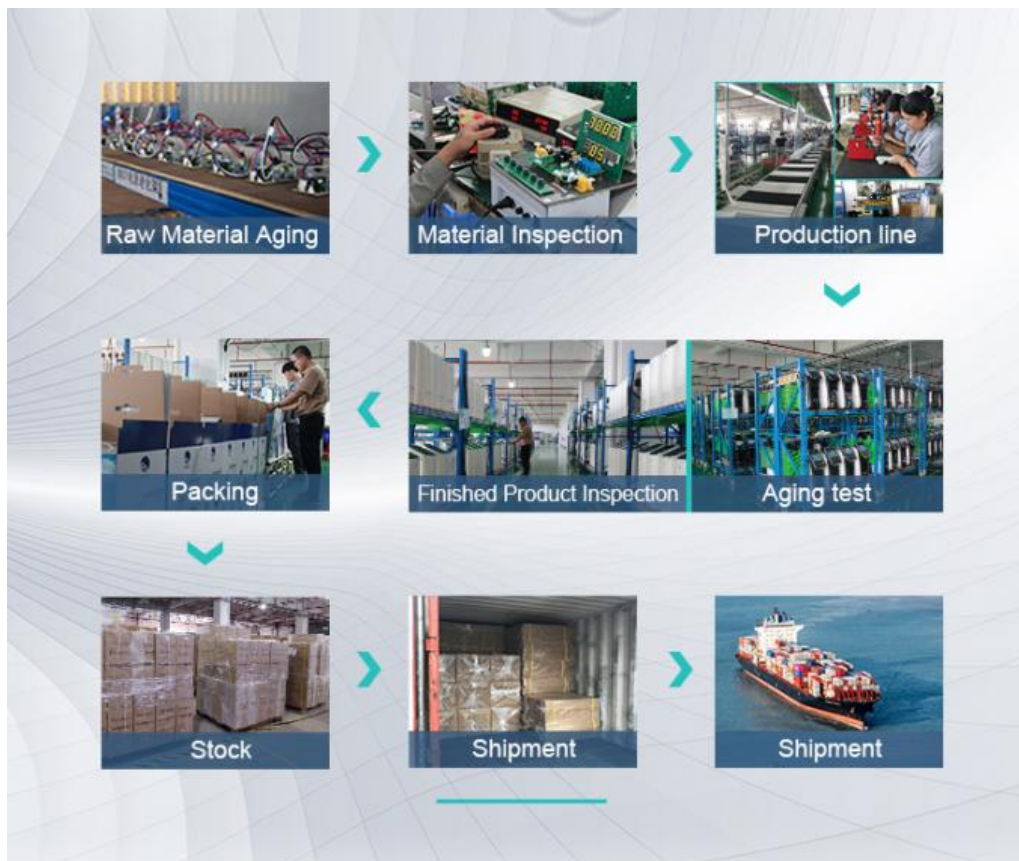 Raw Material Aging
Material Inspection
Production line
Packing
Finished Product Inspection
Aging test
Stock
Shipment
Shipment